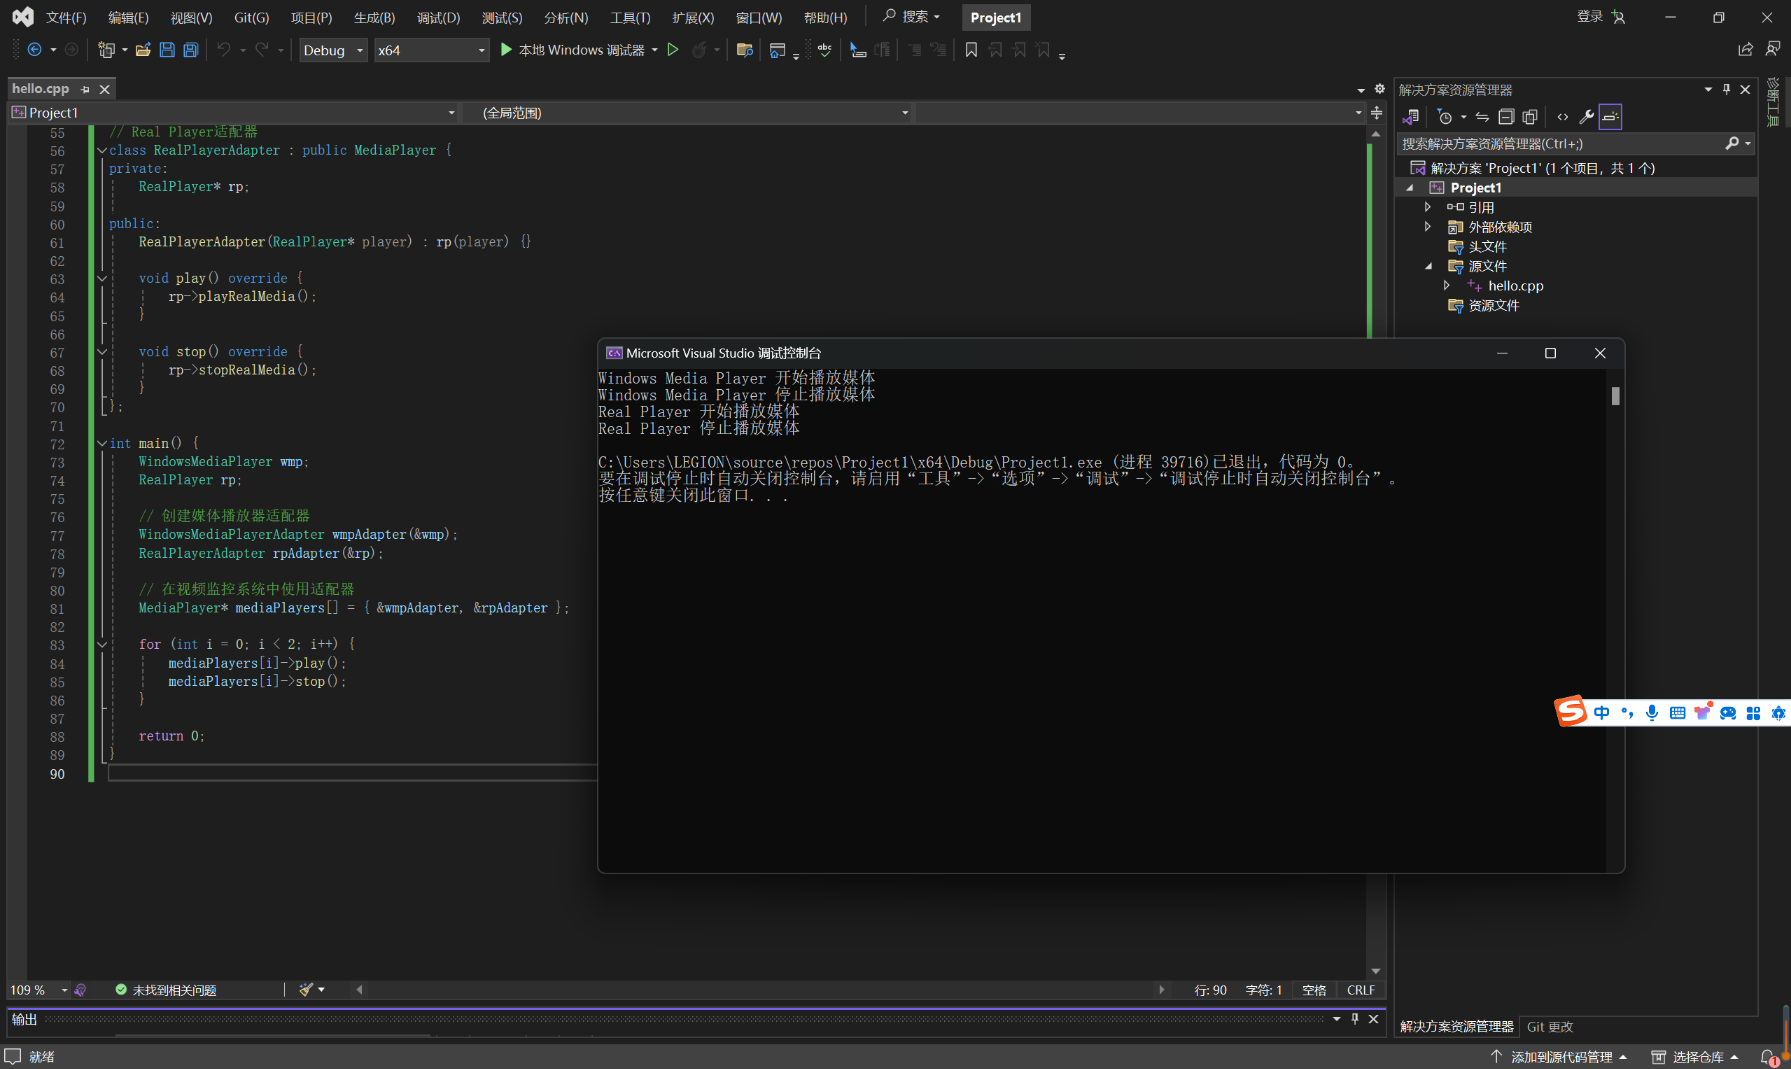 文件(F) 编辑(E) 视图(V) Git(G) 项目(P) 生成(B) 调试(D) 测试(S) 分析(N) 工具(T) 扩展(X) 窗口(W) 帮助(H) 搜索 Project1 登录
Debug x64 本地 Windows 调试器
hello.cpp
Project1 (全局范围)
55 // Real Player适配器
56 class RealPlayerAdapter : public MediaPlayer {
57 private:
58 RealPlayer* rp;
59
60 public:
61 RealPlayerAdapter(RealPlayer* player) : rp(player) {}
62
63 void play() override {
64 rp->playRealMedia();
65 }
66
67 void stop() override {
68 rp->stopRealMedia();
69 }
70 };
71
72 int main() {
73 WindowsMediaPlayer wmp;
74 RealPlayer rp;
75
76 // 创建媒体播放器适配器
77 WindowsMediaPlayerAdapter wmpAdapter(&wmp);
78 RealPlayerAdapter rpAdapter(&rp);
79
80 // 在视频监控系统中使用适配器
81 MediaPlayer* mediaPlayers[] = { &wmpAdapter, &rpAdapter };
82
83 for (int i = 0; i < 2; i++) {
84 mediaPlayers[i]->play();
85 mediaPlayers[i]->stop();
86 }
87
88 return 0;
89 }
90
Microsoft Visual Studio 调试控制台
Windows Media Player 开始播放媒体
Windows Media Player 停止播放媒体
Real Player 开始播放媒体
Real Player 停止播放媒体
C:\Users\LEGION\source\repos\Project1\x64\Debug\Project1.exe (进程 39716)已退出，代码为 0。
要在调试停止时自动关闭控制台，请启用“工具”->“选项”->“调试”->“调试停止时自动关闭控制台”。
按任意键关闭此窗口. . .
解决方案资源管理器
搜索解决方案资源管理器(Ctrl+;)
解决方案 'Project1' (1 个项目，共 1 个)
Project1
引用
外部依赖项
头文件
源文件
hello.cpp
资源文件
诊断工具
中
109 % 未找到相关问题 行: 90 字符: 1 空格 CRLF
输出
解决方案资源管理器 Git 更改
就绪 添加到源代码管理 选择仓库 1